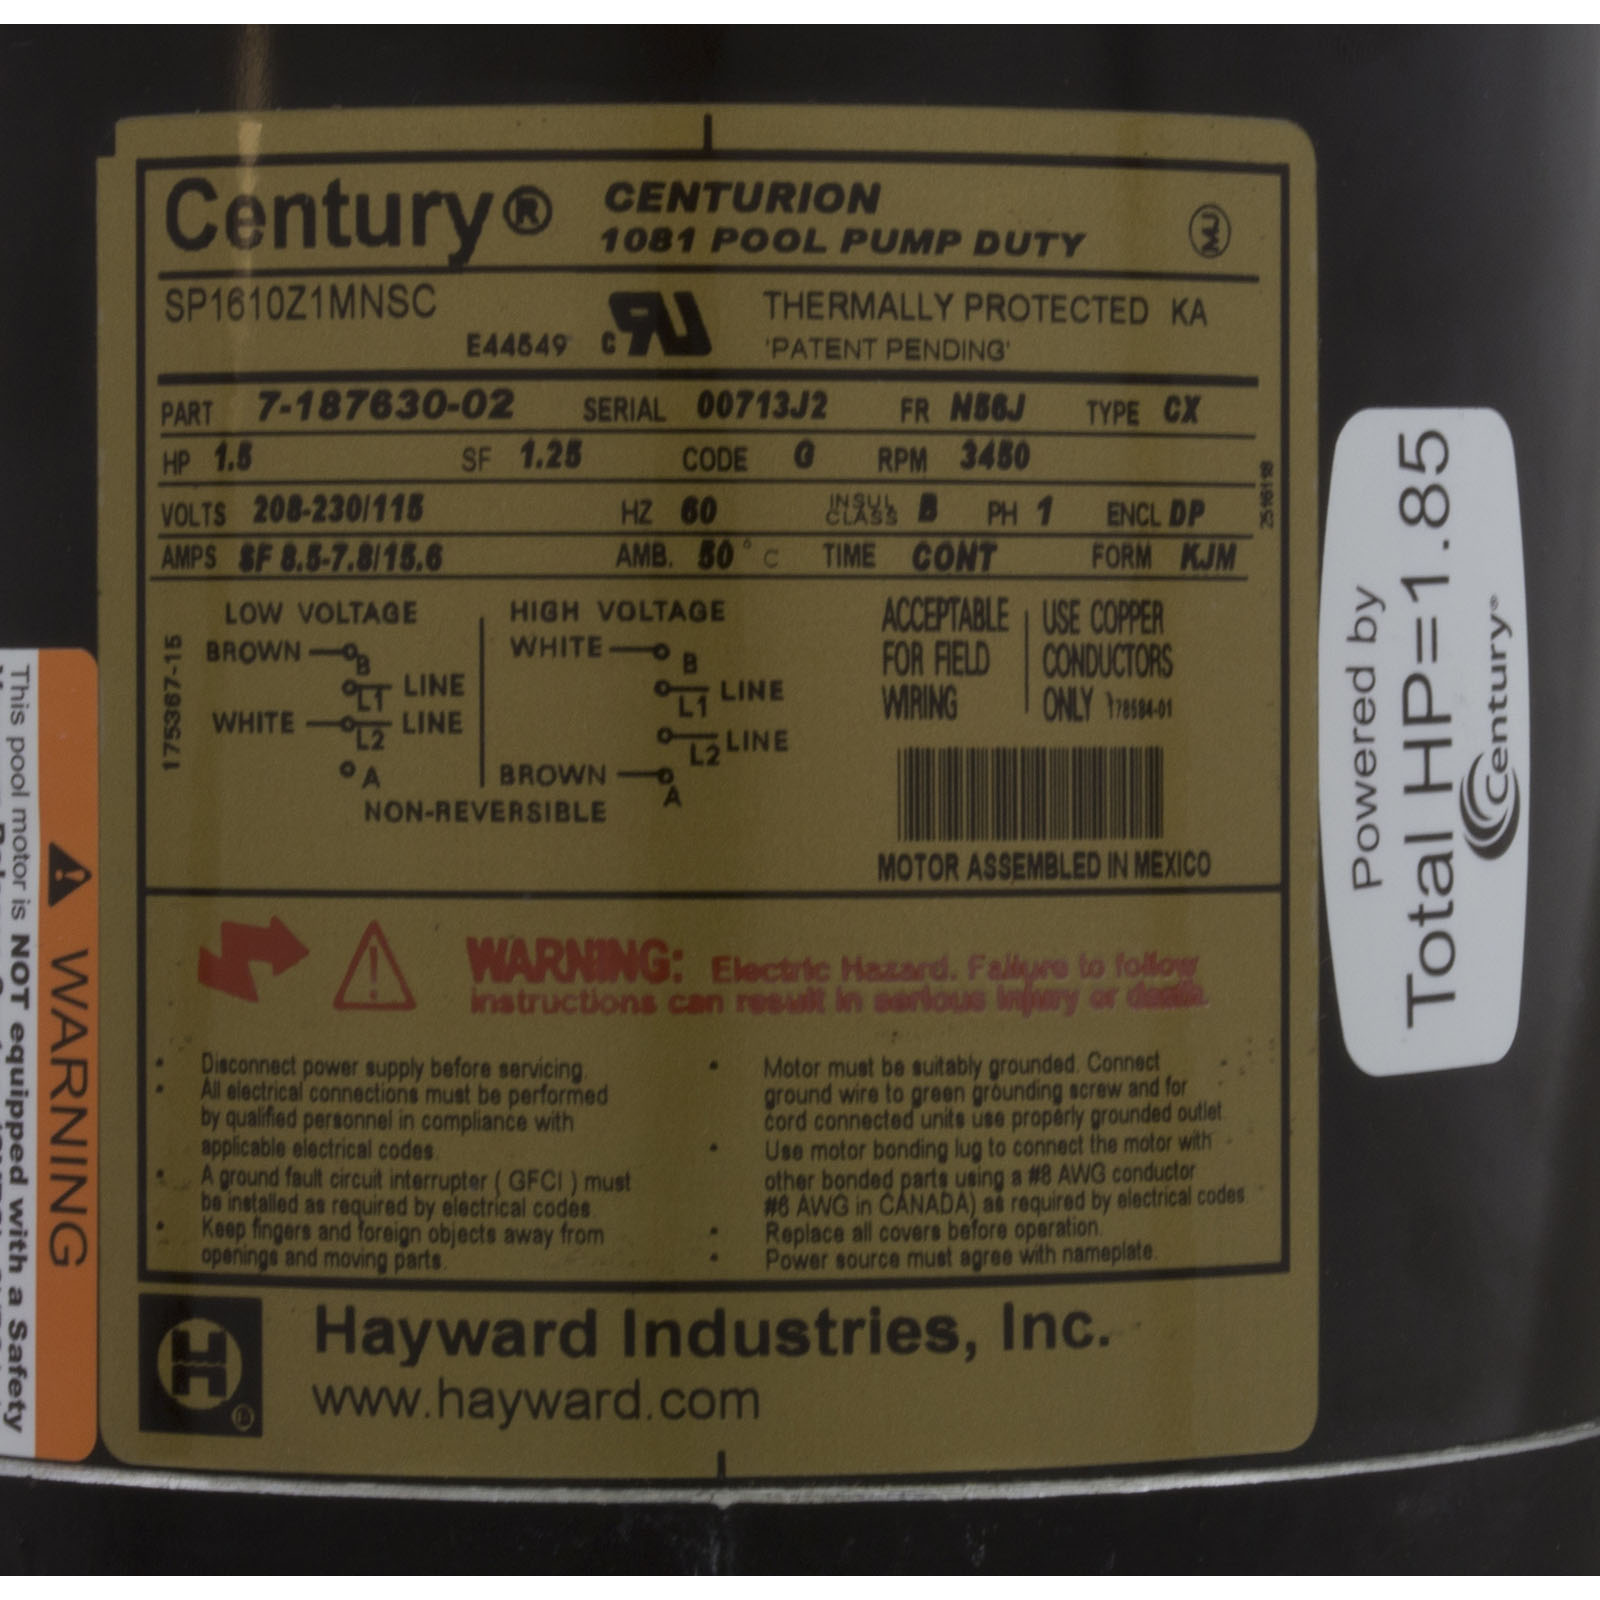 Century®
CENTURION
1081 POOL PUMP DUTY
SP1610Z1MNSC
E44549
THERMALLY PROTECTED KA
'PATENT PENDING'
PART 7-187630-02 SERIAL 00713J2 FR N56J TYPE CX
HP 1.5 SF 1.25 CODE G RPM 3450
VOLTS 208-230/115 HZ 60 INSUL CLASS B PH 1 ENCL DP
AMPS SF 8.5-7.8/15.6 AMB. 50°C TIME CONT FORM KJM
2516118
175367-15
LOW VOLTAGE
BROWN B
L1 LINE
WHITE L2 LINE
A
HIGH VOLTAGE
WHITE B
L1 LINE
L2 LINE
BROWN A
NON-REVERSIBLE
ACCEPTABLE
FOR FIELD
WIRING
USE COPPER
CONDUCTORS
ONLY 178584-01
MOTOR ASSEMBLED IN MEXICO
WARNING: Electric Hazard. Failure to follow
instructions can result in serious injury or death.
• Disconnect power supply before servicing.
• All electrical connections must be performed
by qualified personnel in compliance with
applicable electrical codes.
• A ground fault circuit interrupter ( GFCI ) must
be installed as required by electrical codes.
• Keep fingers and foreign objects away from
openings and moving parts.
• Motor must be suitably grounded. Connect
ground wire to green grounding screw and for
cord connected units use properly grounded outlet.
• Use motor bonding lug to connect the motor with
other bonded parts using a #8 AWG conductor
#6 AWG in CANADA) as required by electrical codes.
• Replace all covers before operation.
• Power source must agree with nameplate.
H®
Hayward Industries, Inc.
www.hayward.com
Powered by
Total HP=1.85
Century®
WARNING
This pool motor is NOT equipped with a Safety